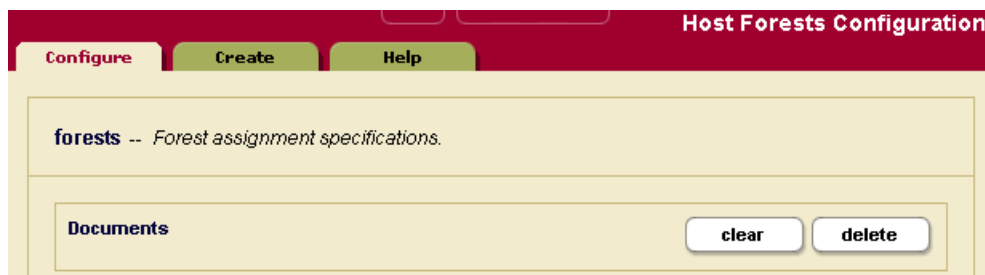 Host Forests Configuration
Configure Create Help
forests -- Forest assignment specifications.
Documents clear delete